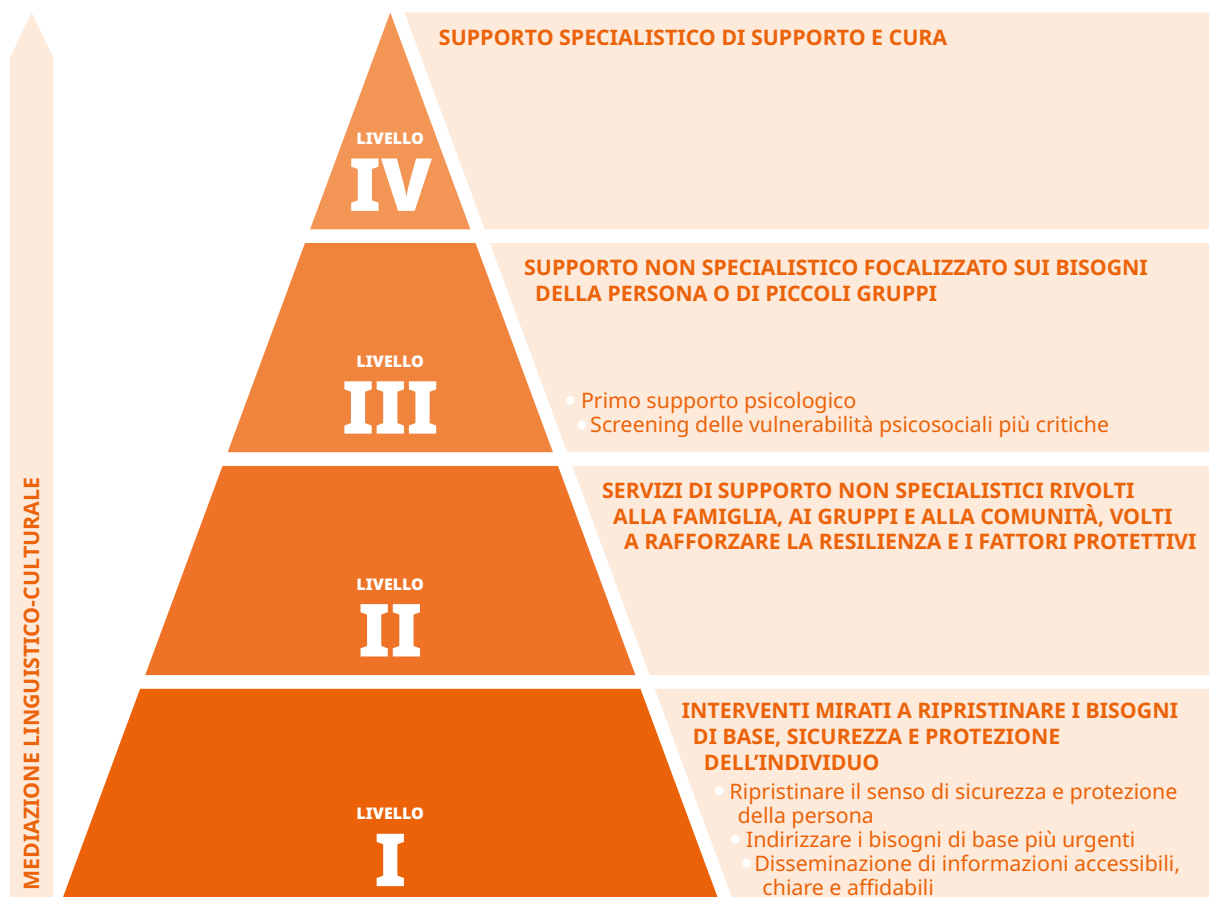 SUPPORTO SPECIALISTICO DI SUPPORTO E CURA
LIVELLO
IV
SUPPORTO NON SPECIALISTICO FOCALIZZATO SUI BISOGNI
DELLA PERSONA O DI PICCOLI GRUPPI
LIVELLO
III
• Primo supporto psicologico
• Screening delle vulnerabilità psicosociali più critiche
SERVIZI DI SUPPORTO NON SPECIALISTICI RIVOLTI
ALLA FAMIGLIA, AI GRUPPI E ALLA COMUNITÀ, VOLTI
A RAFFORZARE LA RESILIENZA E I FATTORI PROTETTIVI
LIVELLO
II
INTERVENTI MIRATI A RIPRISTINARE I BISOGNI
DI BASE, SICUREZZA E PROTEZIONE
DELL’INDIVIDUO
LIVELLO
I
• Ripristinare il senso di sicurezza e protezione
della persona
• Indirizzare i bisogni di base più urgenti
• Disseminazione di informazioni accessibili,
chiare e affidabili
MEDIAZIONE LINGUISTICO-CULTURALE